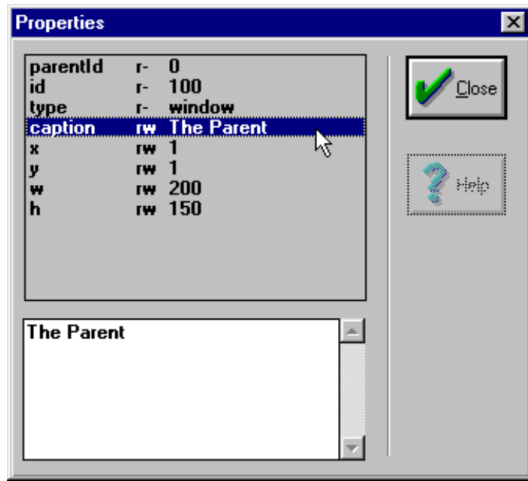 Properties
parentId r- 0
id r- 100
type r- window
caption rw The Parent
x rw 1
y rw 1
w rw 200
h rw 150
The Parent
Close
Help